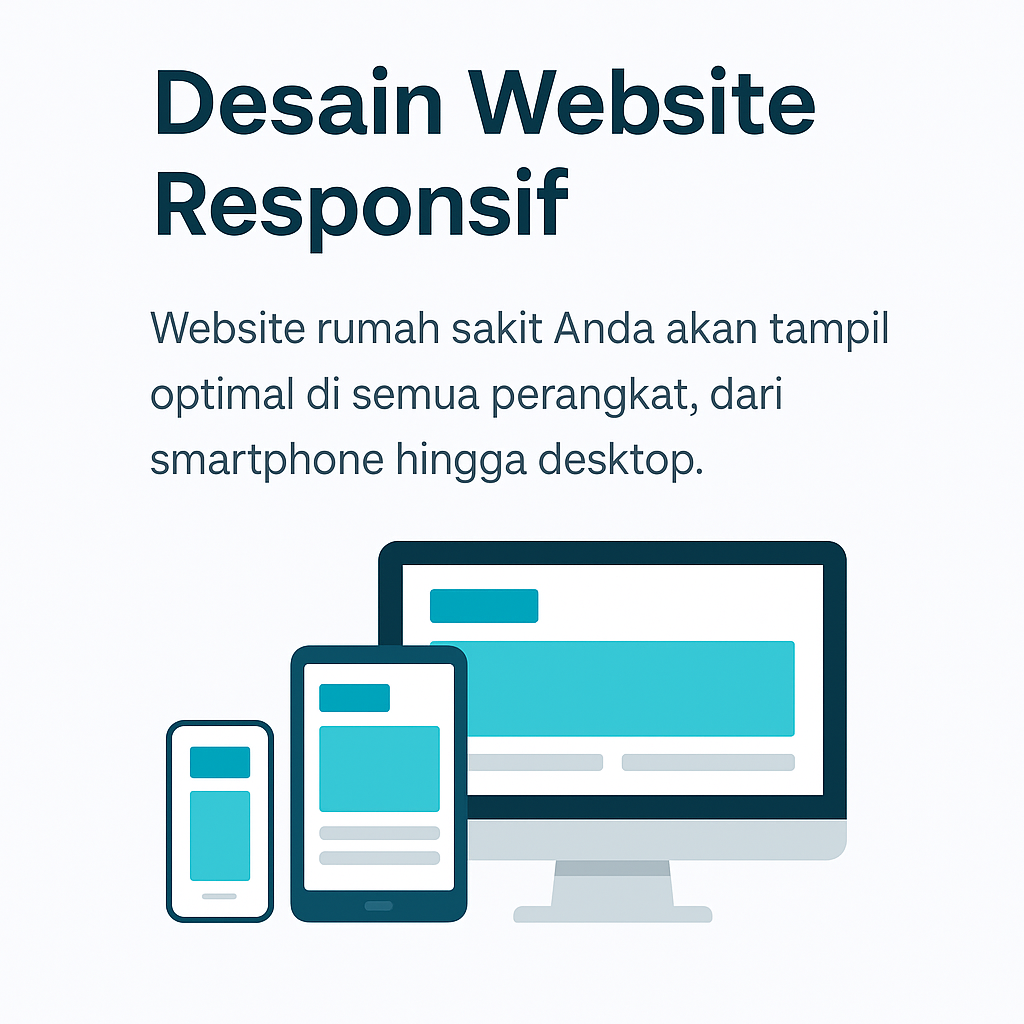 Desain Website
Responsif
Website rumah sakit Anda akan tampil
optimal di semua perangkat, dari
smartphone hingga desktop.